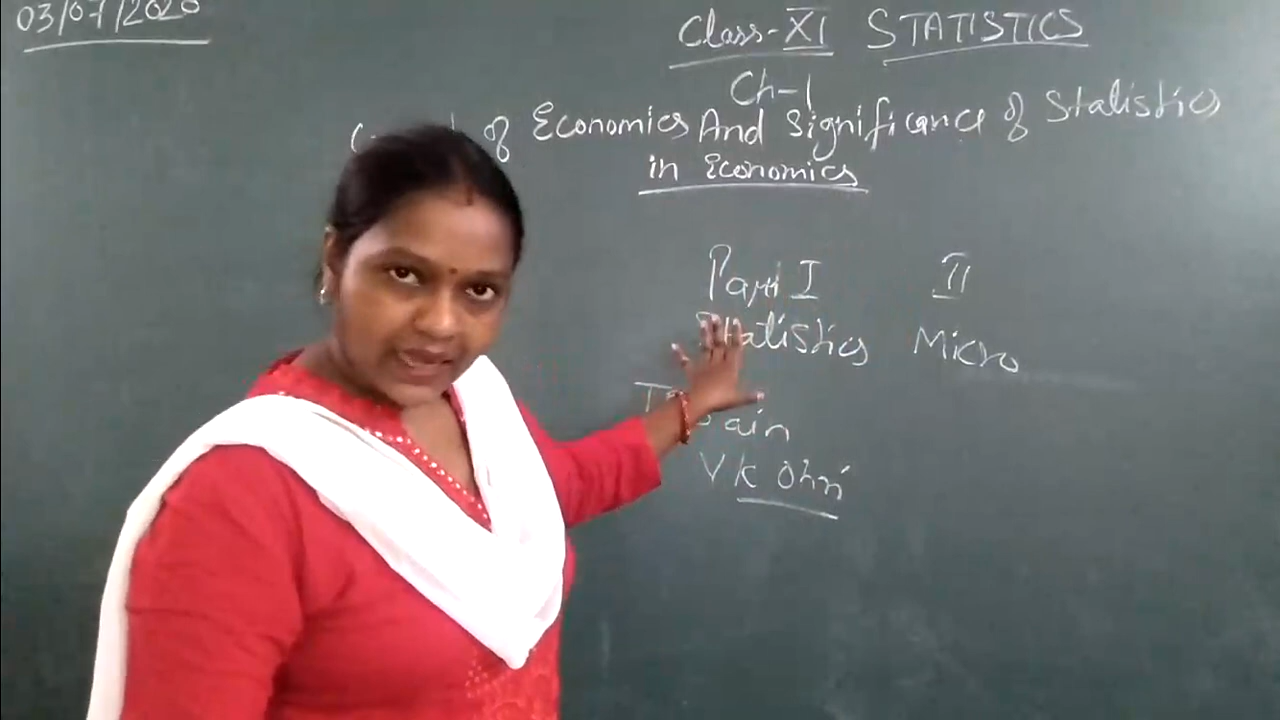 03/07/2020
Class-XI STATISTICS
Ch-1
of Economics And Significance of Statistics
in Economics
Part I II
Statistics Micro
Jain
VK Ohri